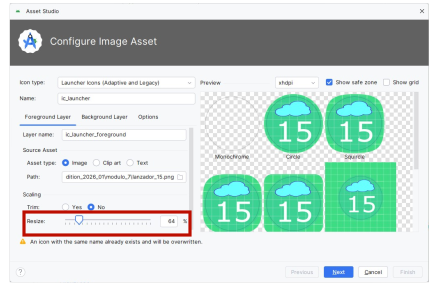 Asset Studio
Configure Image Asset
Icon type: Launcher Icons (Adaptive and Legacy)
Preview xhdpi Show safe zone Show grid
Name: ic_launcher
Foreground Layer Background Layer Options
Layer name: ic_launcher_foreground
Source Asset
Asset type: Image Clip art Text
Path: dition_2026_01\modulo_7\lanzador_15.png
Scaling
Trim: Yes No
Resize: 64 %
15
15
Monochrome Circle Squircle
15
15
15
An icon with the same name already exists and will be overwritten.
? Previous Next Cancel Finish